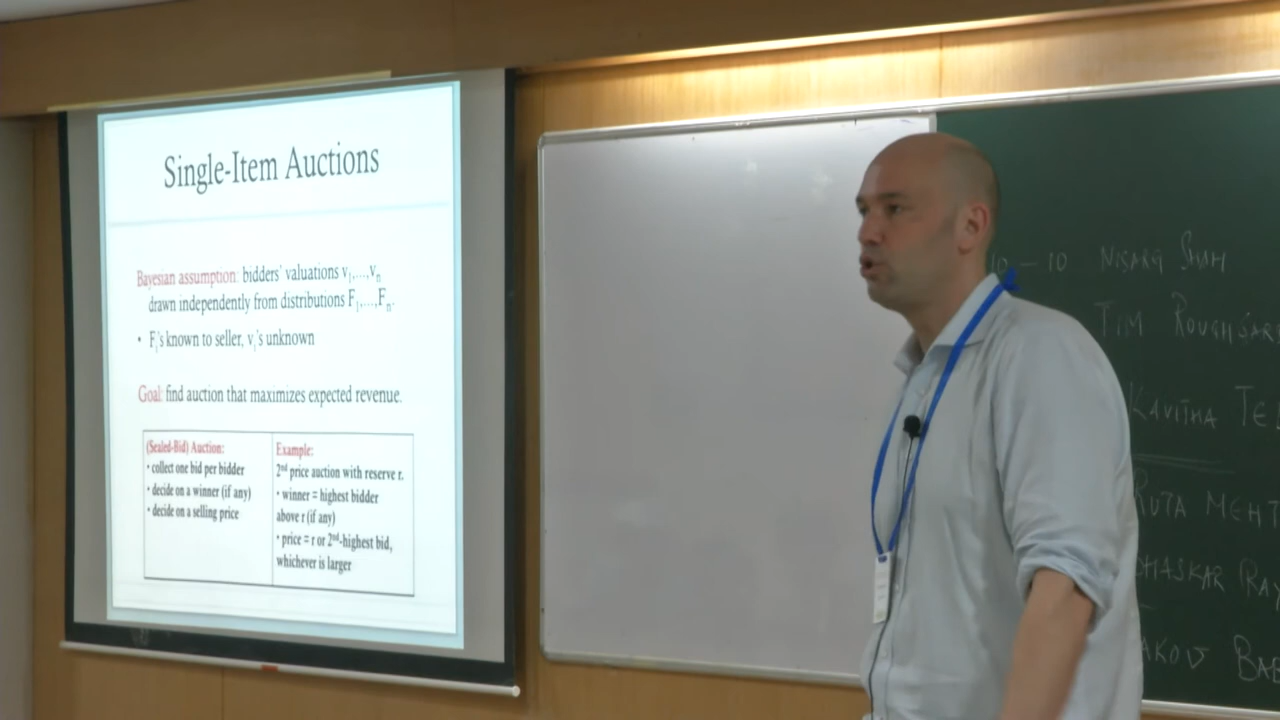 Single-Item Auctions
Bayesian assumption: bidders' valuations v1,...,vn
drawn independently from distributions F1,...,Fn.
• Fi's known to seller, vi's unknown
Goal: find auction that maximizes expected revenue.
(Sealed-Bid) Auction:
• collect one bid per bidder
• decide on a winner (if any)
• decide on a selling price
Example:
2nd price auction with reserve r.
• winner = highest bidder
above r (if any)
• price = r or 2nd-highest bid,
whichever is larger
10 – 10 NISARG SHAH
TIM ROUGHGAR
KAVITHA TE
RUTA MEHT
BHASKAR RAY
AKOV BAB